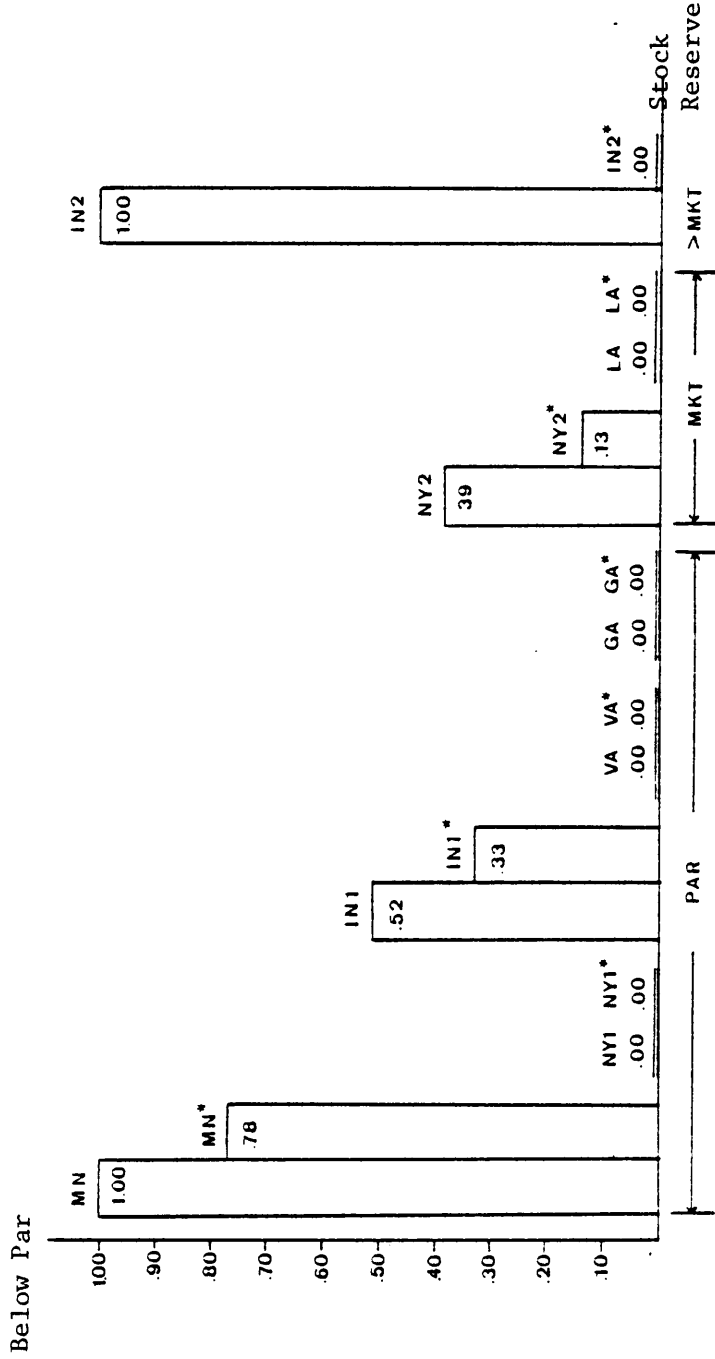 Below Par
1.00
.90
.80
.70
.60
.50
.40
.30
.20
.10
MN
1.00
MN*
.78
NY1 NY1*
.00 .00
IN1
.52
IN1*
.33
VA VA*
.00 .00
GA GA*
.00 .00
NY2
39
NY2*
.13
LA LA*
.00 .00
IN2
1.00
IN2*
.00
PAR
MKT
>MKT
Stock
Reserve